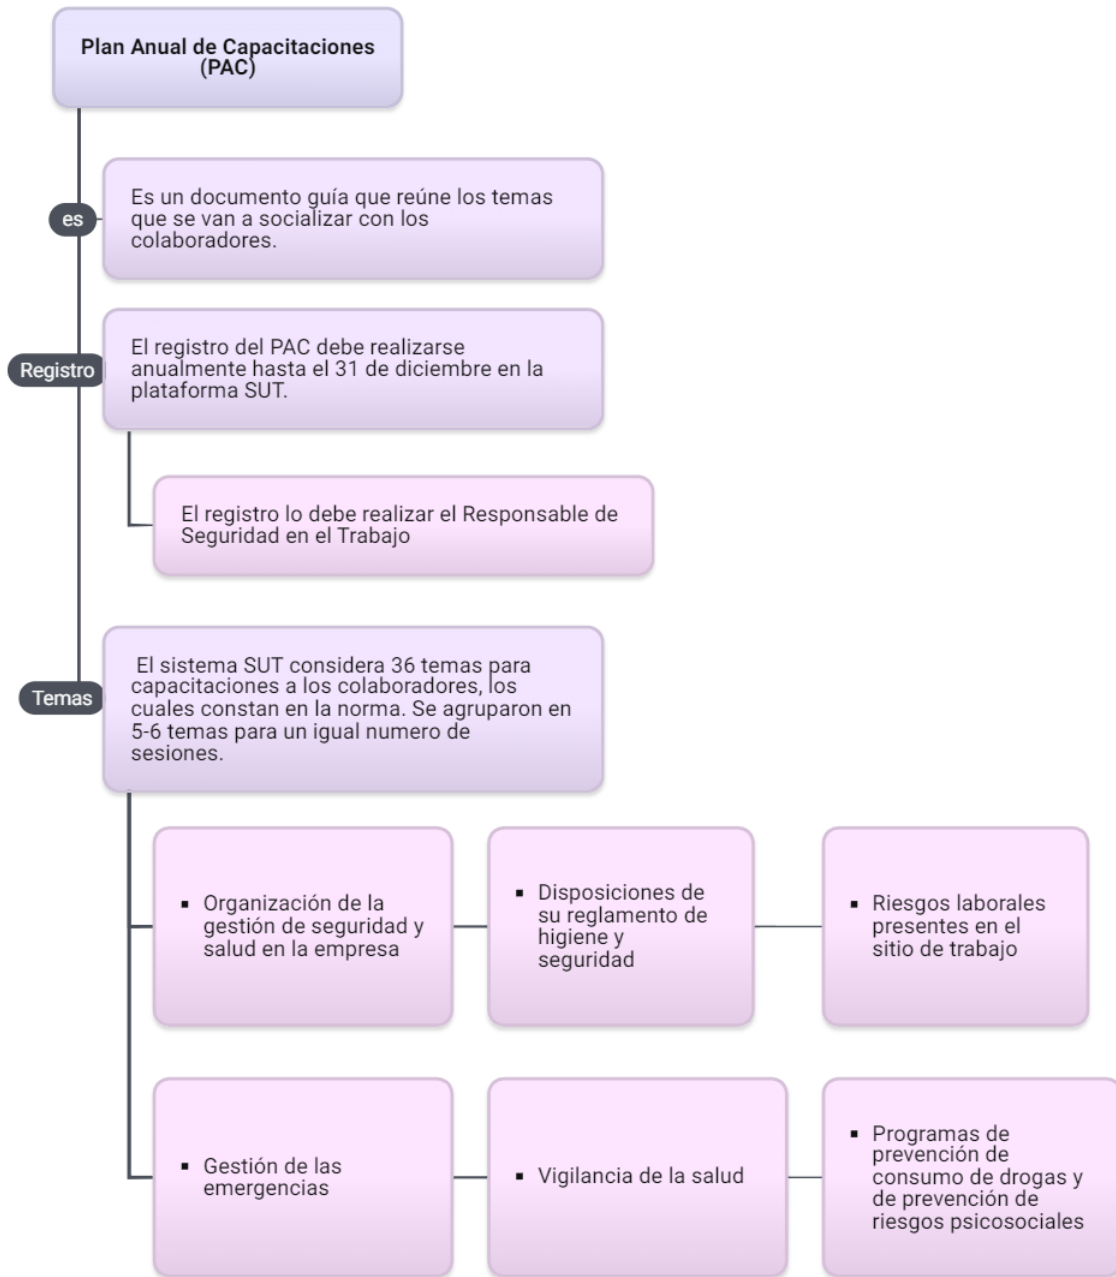 Plan Anual de Capacitaciones
(PAC)
es
Es un documento guía que reúne los temas
que se van a socializar con los
colaboradores.
Registro
El registro del PAC debe realizarse
anualmente hasta el 31 de diciembre en la
plataforma SUT.
El registro lo debe realizar el Responsable de
Seguridad en el Trabajo
Temas
El sistema SUT considera 36 temas para
capacitaciones a los colaboradores, los
cuales constan en la norma. Se agruparon en
5-6 temas para un igual numero de
sesiones.
▪ Organización de la
gestión de seguridad y
salud en la empresa
▪ Disposiciones de
su reglamento de
higiene y
seguridad
▪ Riesgos laborales
presentes en el
sitio de trabajo
▪ Gestión de las
emergencias
▪ Vigilancia de la salud
▪ Programas de
prevención de
consumo de drogas y
de prevención de
riesgos psicosociales